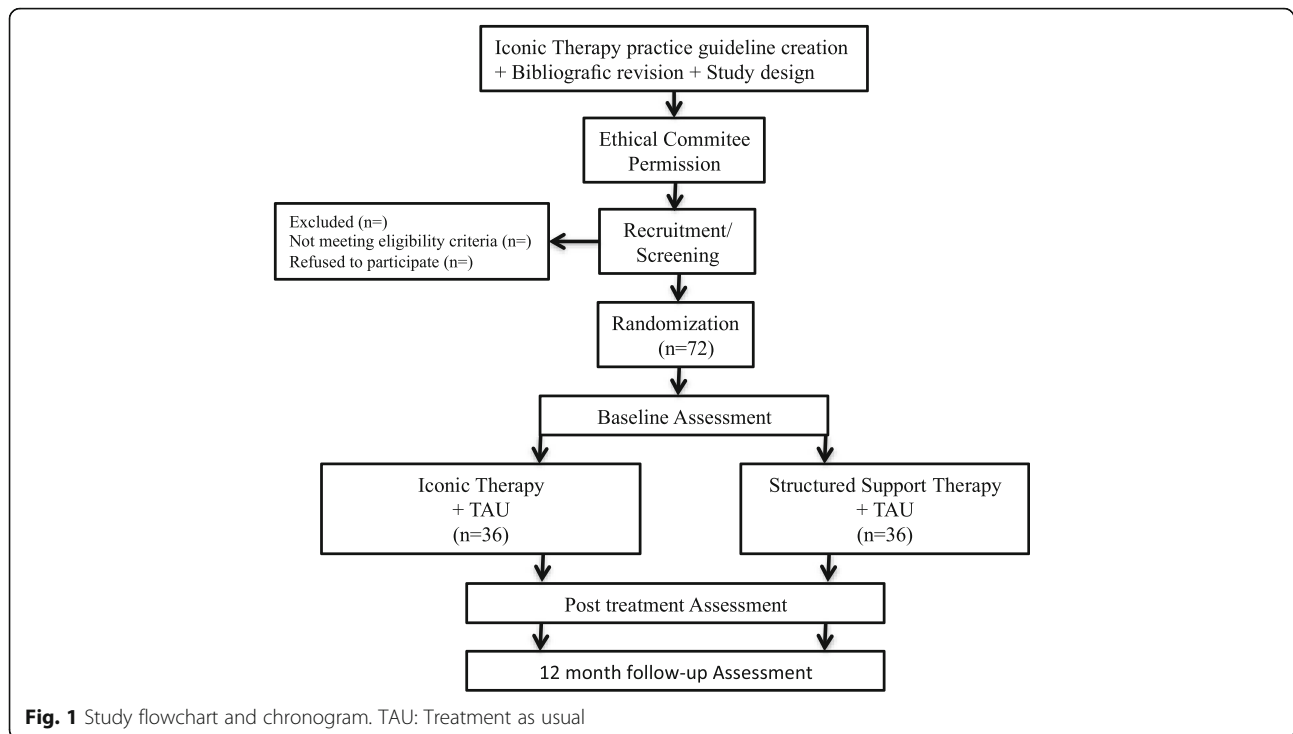 Iconic Therapy practice guideline creation
+ Bibliografic revision + Study design
Ethical Commitee
Permission
Excluded (n=)
Not meeting eligibility criteria (n=)
Refused to participate (n=)
Recruitment/
Screening
Randomization
(n=72)
Baseline Assessment
Iconic Therapy
+ TAU
(n=36)
Structured Support Therapy
+ TAU
(n=36)
Post treatment Assessment
12 month follow-up Assessment
Fig. 1 Study flowchart and chronogram. TAU: Treatment as usual